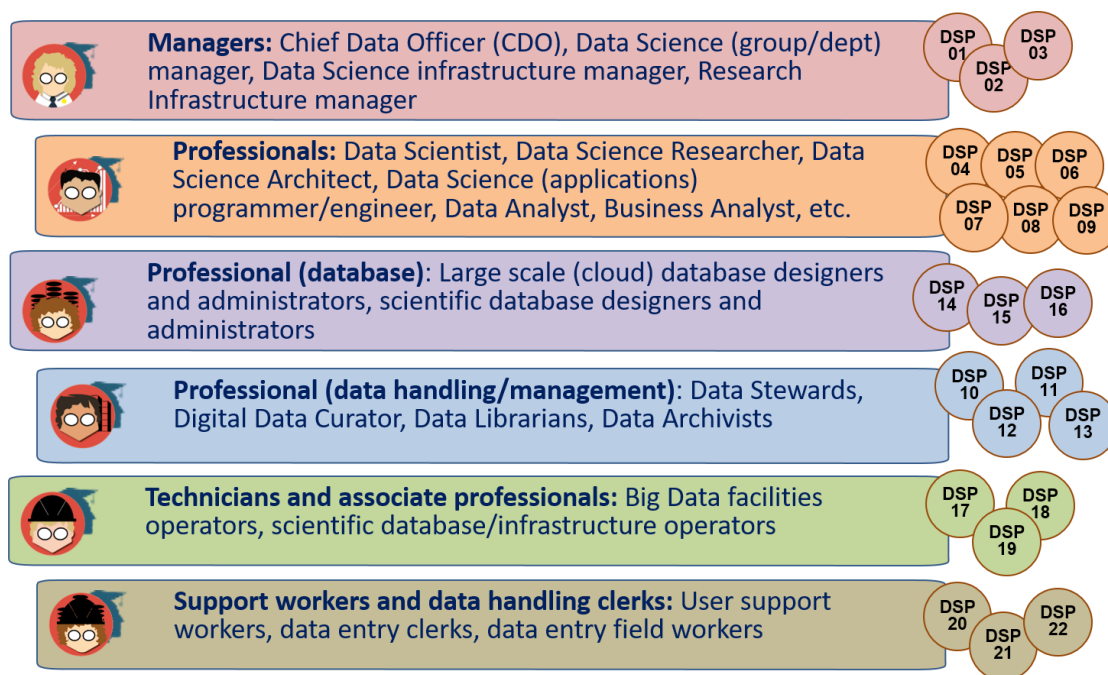 Managers: Chief Data Officer (CDO), Data Science (group/dept)
manager, Data Science infrastructure manager, Research
Infrastructure manager
DSP
01
DSP
02
DSP
03
Professionals: Data Scientist, Data Science Researcher, Data
Science Architect, Data Science (applications)
programmer/engineer, Data Analyst, Business Analyst, etc.
DSP
04
DSP
05
DSP
06
DSP
07
DSP
08
DSP
09
Professional (database): Large scale (cloud) database designers
and administrators, scientific database designers and
administrators
DSP
14
DSP
15
DSP
16
Professional (data handling/management): Data Stewards,
Digital Data Curator, Data Librarians, Data Archivists
DSP
10
DSP
11
DSP
12
DSP
13
Technicians and associate professionals: Big Data facilities
operators, scientific database/infrastructure operators
DSP
17
DSP
18
DSP
19
Support workers and data handling clerks: User support
workers, data entry clerks, data entry field workers
DSP
20
DSP
21
DSP
22